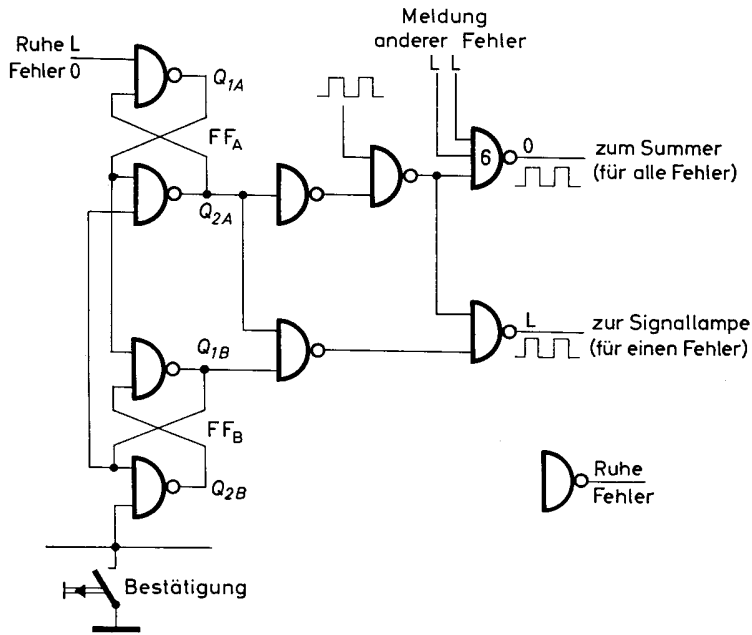 Meldung
anderer Fehler
L L
Ruhe L
Fehler 0
Q1A
FFA
Q2A
6
0
zum Summer
(für alle Fehler)
Q1B
L
zur Signallampe
(für einen Fehler)
FFB
Q2B
Ruhe
Fehler
Bestätigung